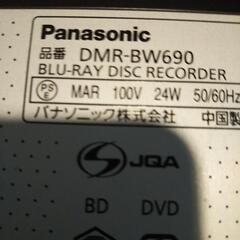 Panasonic
品番 DMR-BW690
BLU-RAY DISC RECORDER
PSE MAR 100V 24W 50/60Hz
パナソニック株式会社 中国製
JQA
BD DVD